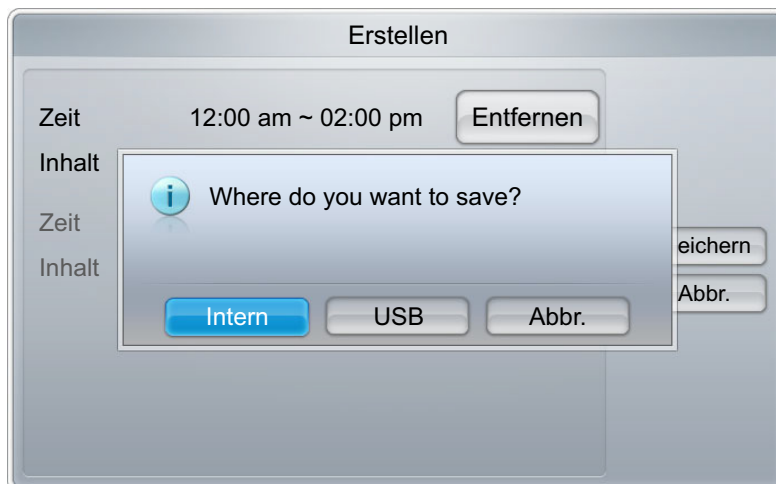 Erstellen
Zeit 12:00 am ~ 02:00 pm Entfernen
Inhalt
Where do you want to save?
Zeit
Inhalt
eichern
Abbr.
Intern USB Abbr.